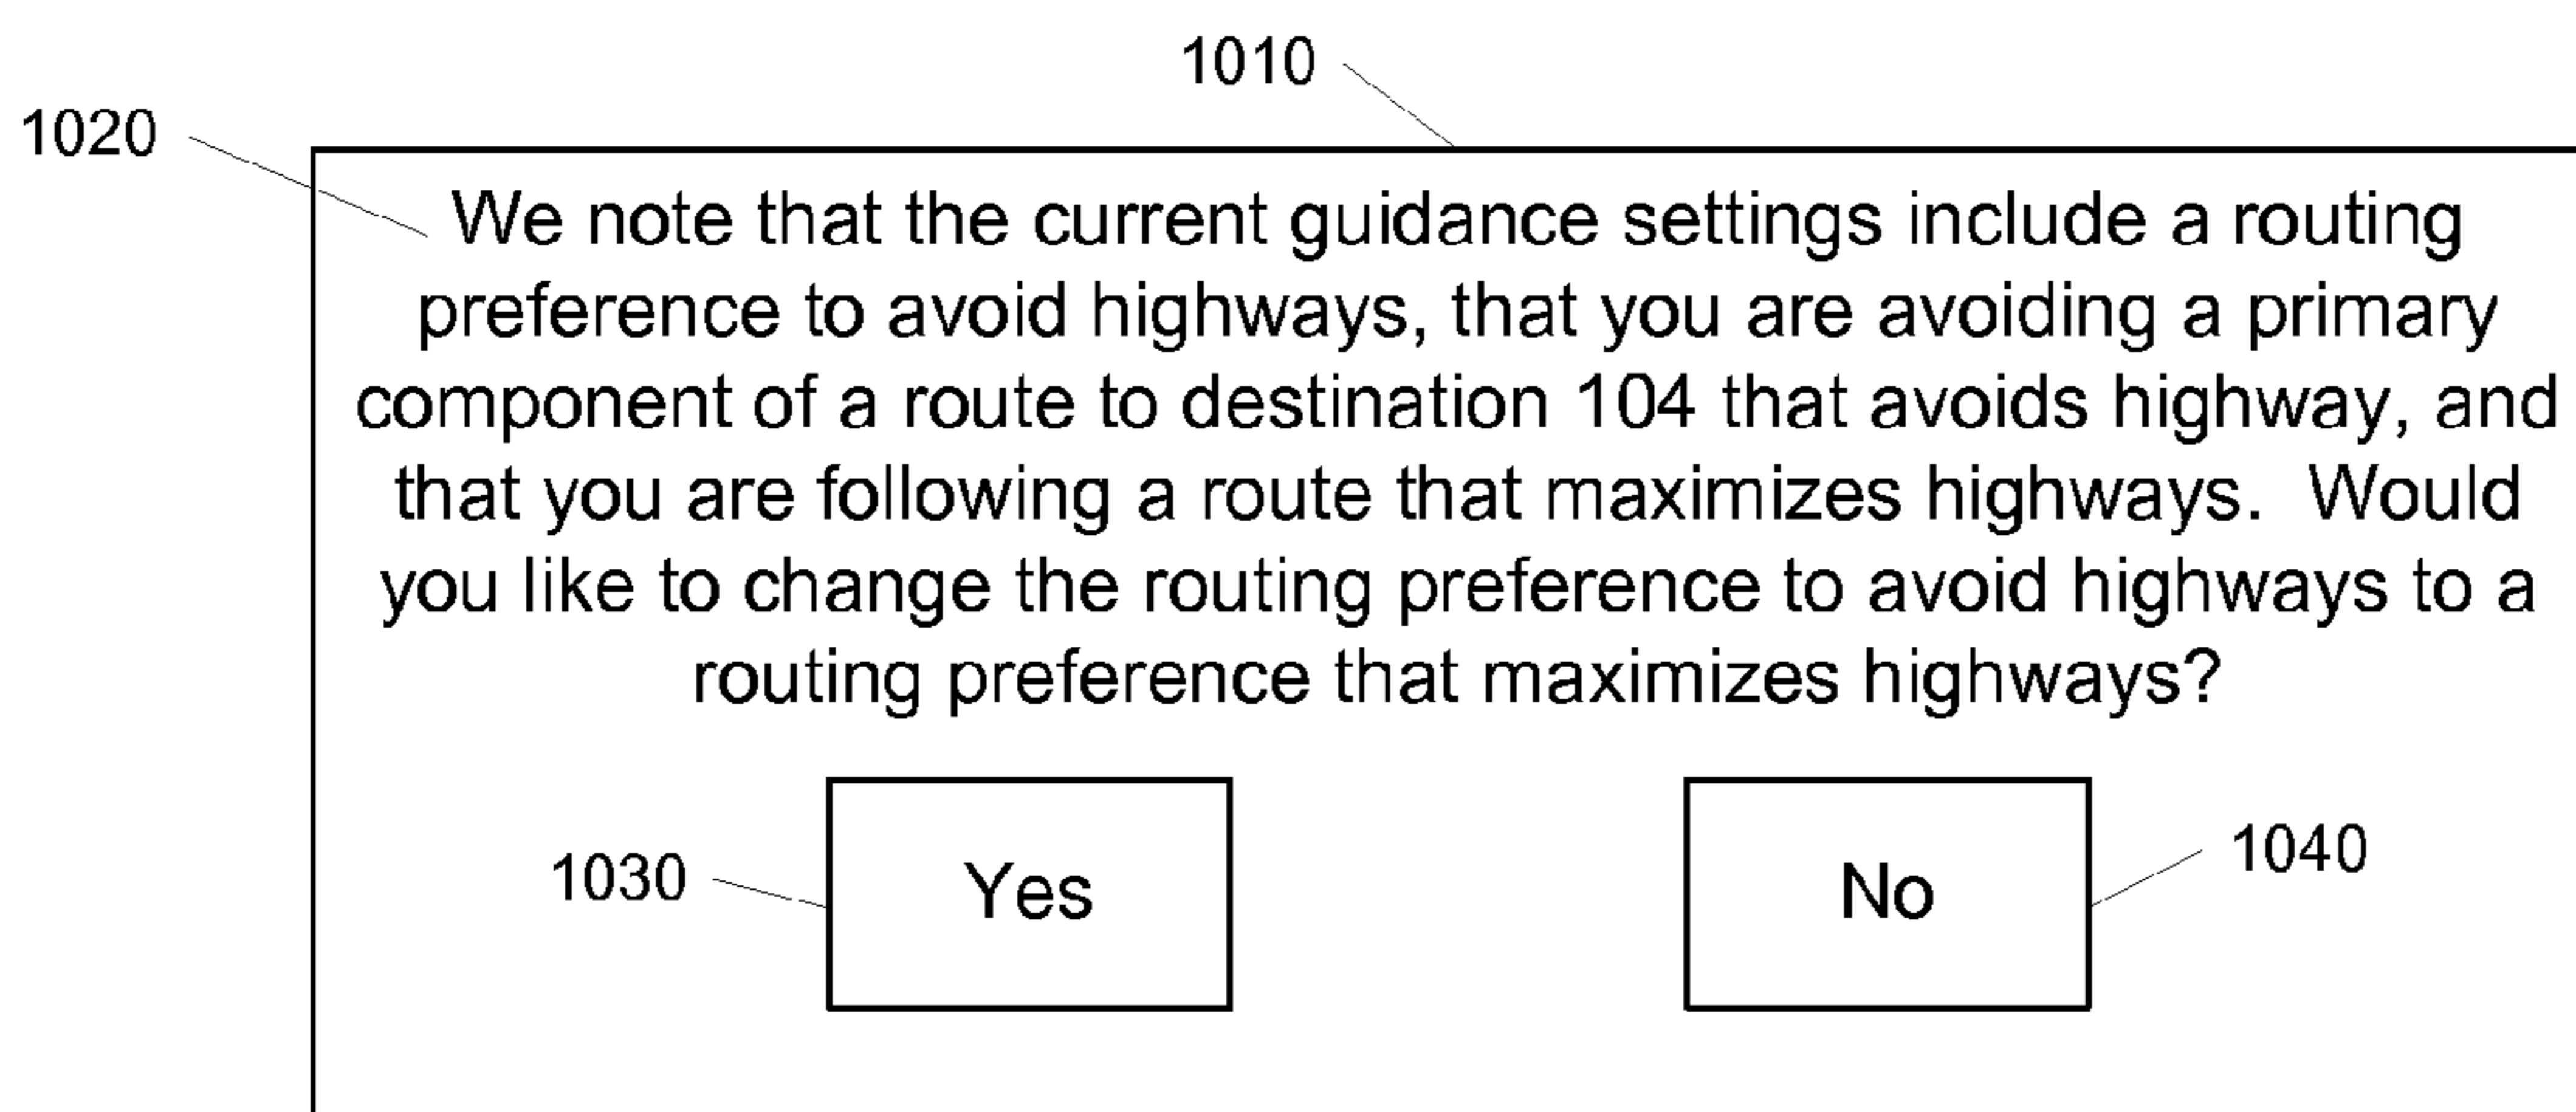 1010
1020
We note that the current guidance settings include a routing
preference to avoid highways, that you are avoiding a primary
component of a route to destination 104 that avoids highway, and
that you are following a route that maximizes highways.  Would
you like to change the routing preference to avoid highways to a
routing preference that maximizes highways?
1030
Yes
No
1040